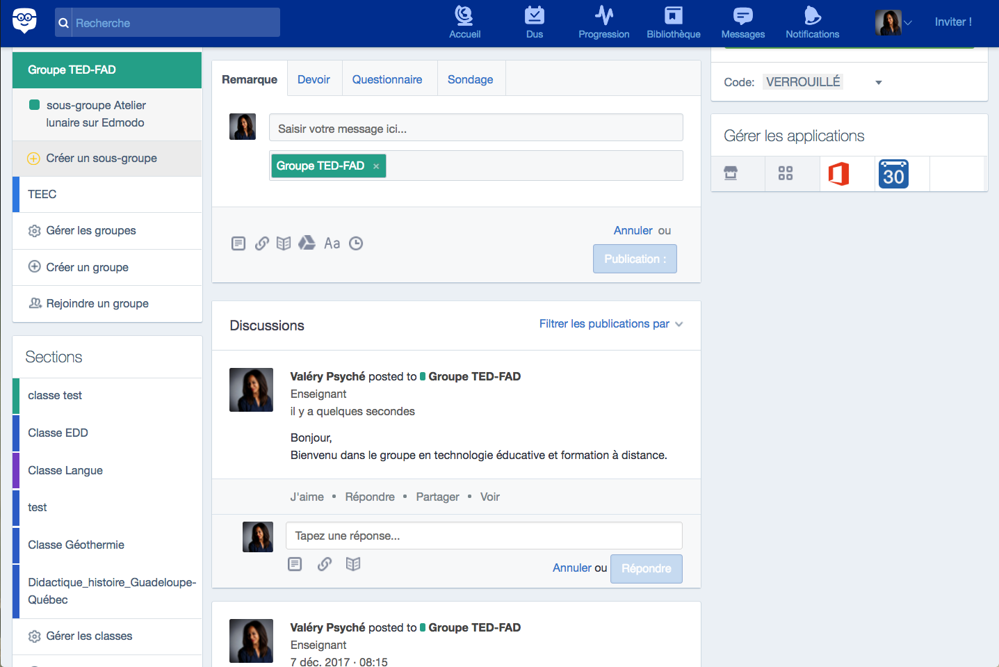 Recherche
Accueil
Dus
Progression
Bibliothèque
Messages
Notifications
Inviter !
Groupe TED-FAD
sous-groupe Atelier
lunaire sur Edmodo
Créer un sous-groupe
TEEC
Gérer les groupes
Créer un groupe
Rejoindre un groupe
Sections
classe test
Classe EDD
Classe Langue
test
Classe Géothermie
Didactique_histoire_Guadeloupe-
Québec
Gérer les classes
Remarque
Devoir
Questionnaire
Sondage
Saisir votre message ici...
Groupe TED-FAD ×
Aa
Annuler ou
Publication :
Discussions
Filtrer les publications par
Valéry Psyché posted to Groupe TED-FAD
Enseignant
il y a quelques secondes
Bonjour,
Bienvenu dans le groupe en technologie éducative et formation à distance.
J'aime • Répondre • Partager • Voir
Tapez une réponse...
Annuler ou Répondre
Valéry Psyché posted to Groupe TED-FAD
Enseignant
7 déc. 2017 · 08:15
Code: VERROUILLÉ
Gérer les applications
30